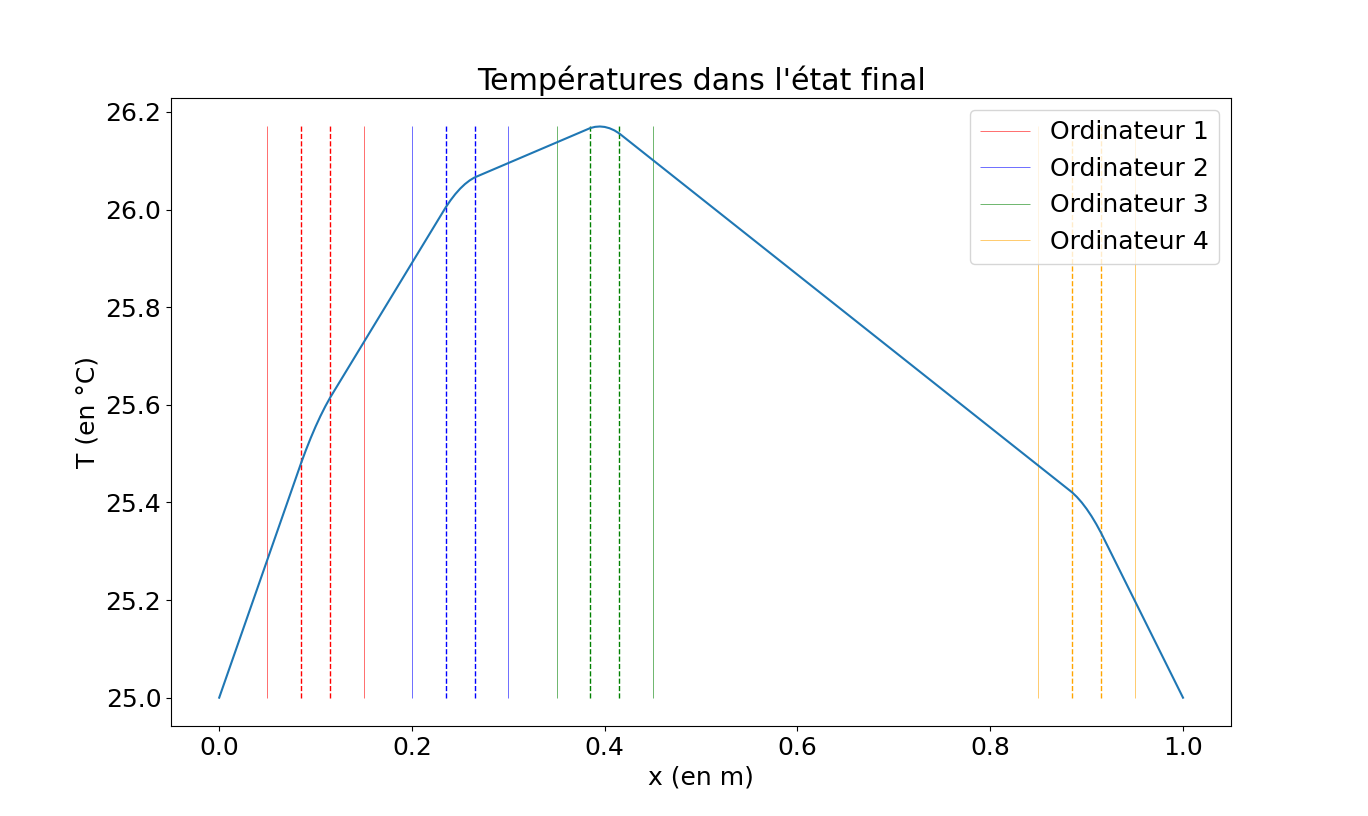 Températures dans l'état final
26.2
26.0
25.8
25.6
25.4
25.2
25.0
T (en °C)
Ordinateur 1
Ordinateur 2
Ordinateur 3
Ordinateur 4
0.0 0.2 0.4 0.6 0.8 1.0
x (en m)